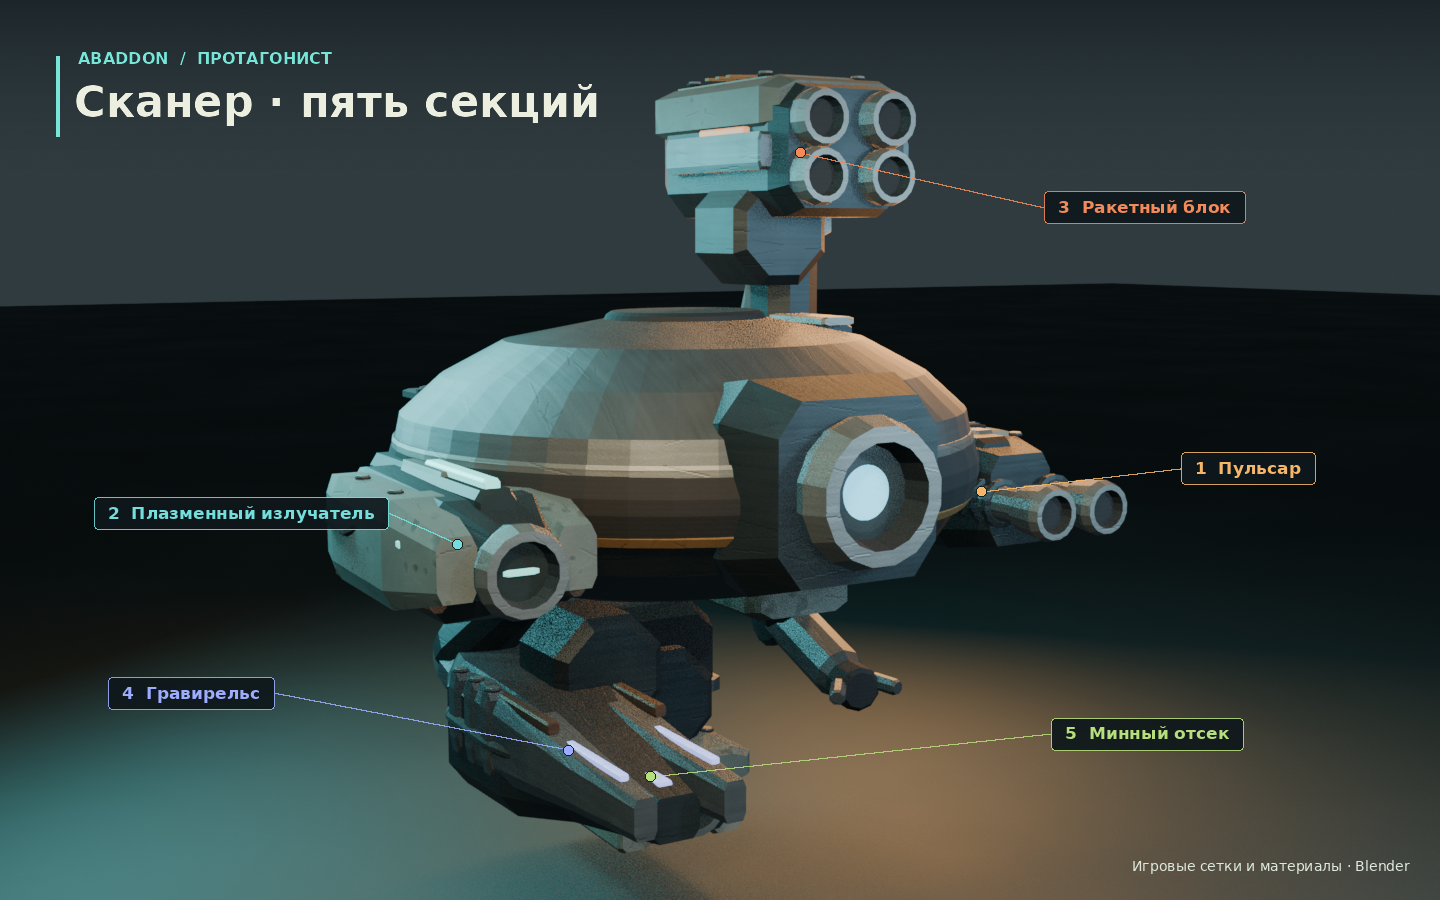 ABADDON / ПРОТАГОНИСТ
Сканер · пять секций
3 Ракетный блок
1 Пульсар
2 Плазменный излучатель
4 Гравирельс
5 Минный отсек
Игровые сетки и материалы · Blender